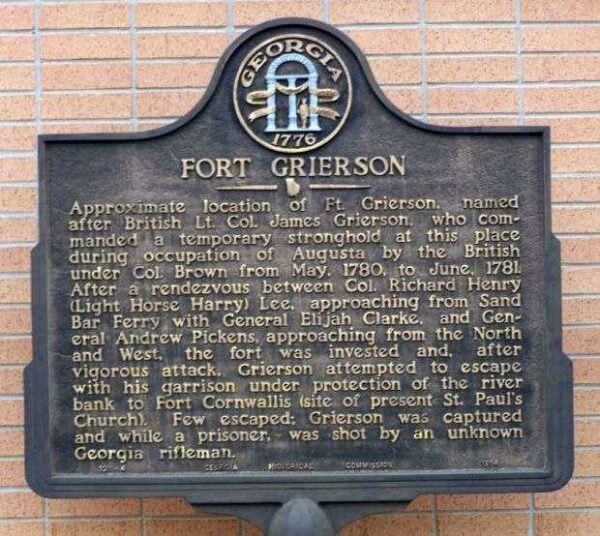 GEORGIA
1776
FORT GRIERSON
Approximate location of Ft. Grierson, named
after British Lt. Col. James Grierson, who com-
manded a temporary stronghold at this place
during occupation of Augusta by the British
under Col. Brown from May, 1780, to June, 1781.
After a rendezvous between Col. Richard Henry
(Light Horse Harry) Lee, approaching from Sand
Bar Ferry with General Elijah Clarke, and Gen-
eral Andrew Pickens, approaching from the North
and West, the fort was invested and, after
vigorous attack, Grierson attempted to escape
with his garrison under protection of the river
bank to Fort Cornwallis (site of present St. Paul's
Church). Few escaped: Grierson was captured
and while a prisoner, was shot by an unknown
Georgia rifleman.
GEORGIA HISTORICAL COMMISSION